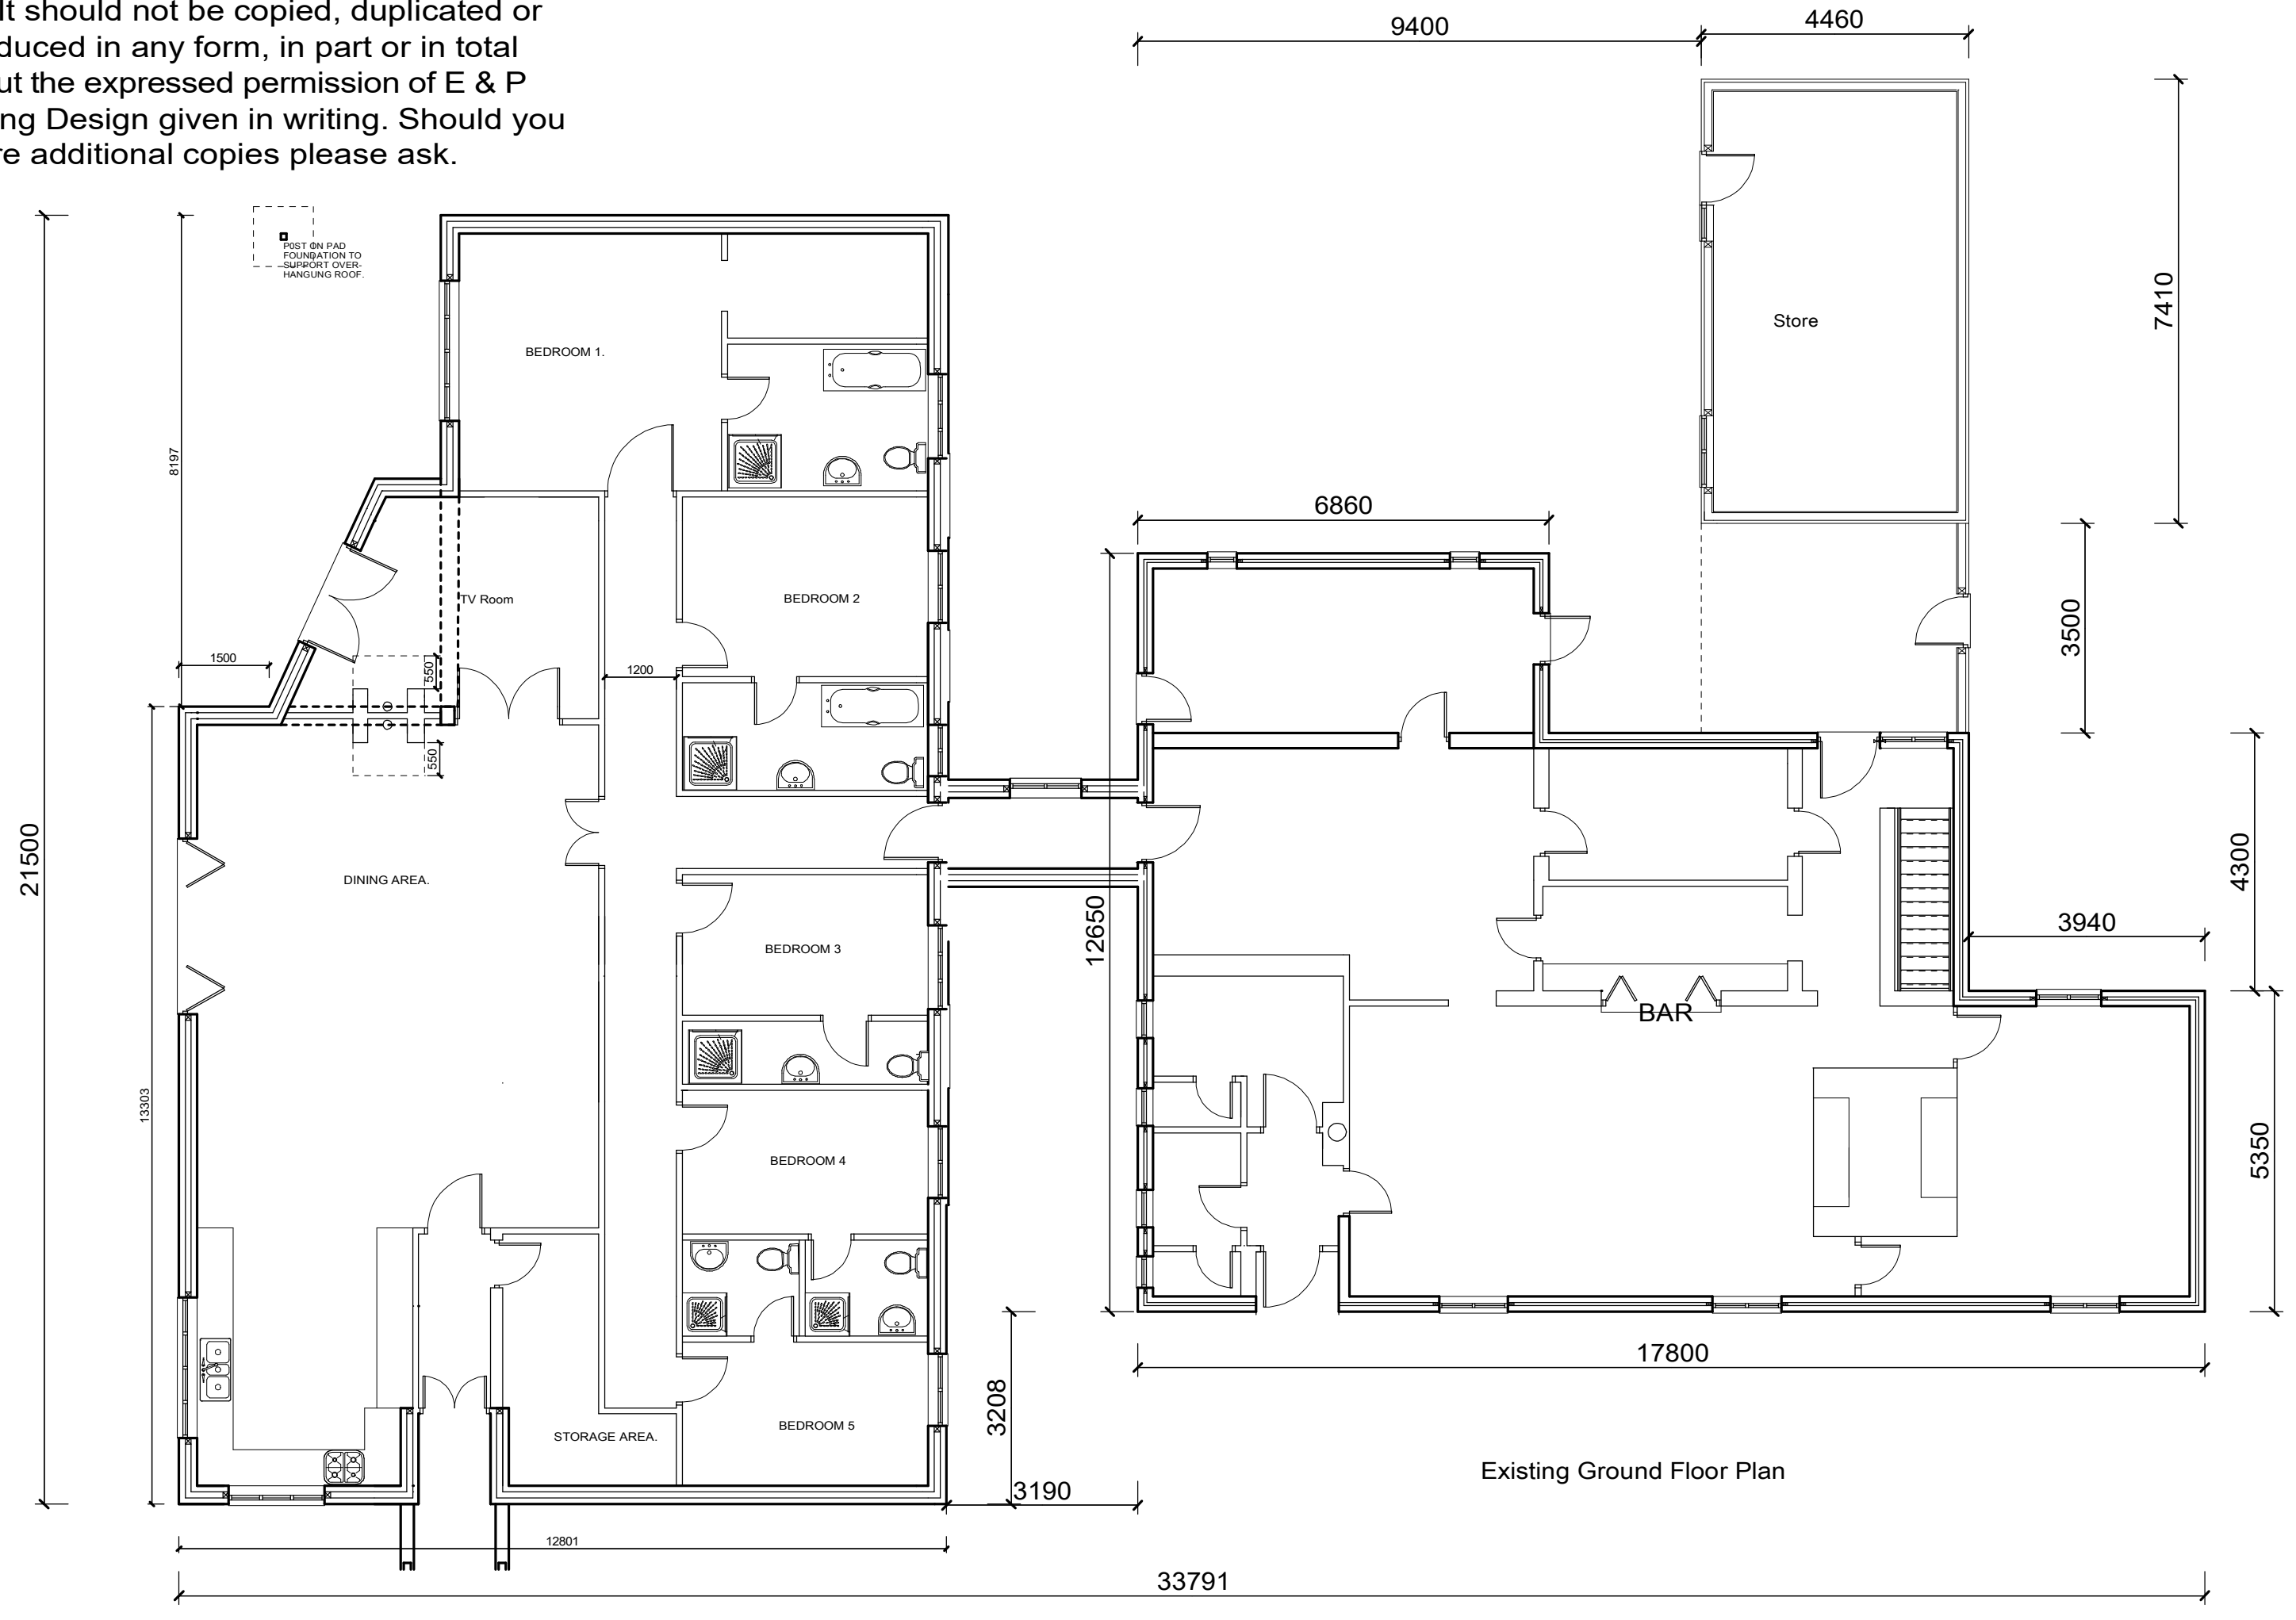 It should not be copied, duplicated or
duced in any form, in part or in total
ut the expressed permission of E & P
ng Design given in writing. Should you
re additional copies please ask.
9400
4460
POST ON PAD
FOUNDATION TO
SUPPORT OVER-
HANGUNG ROOF.
7410
Store
BEDROOM 1.
8197
6860
TV Room
BEDROOM 2
3500
1500
550
1200
550
21500
DINING AREA.
4300
12650
3940
BEDROOM 3
BAR
13303
BEDROOM 4
5350
17800
3208
BEDROOM 5
STORAGE AREA.
Existing Ground Floor Plan
3190
12801
33791